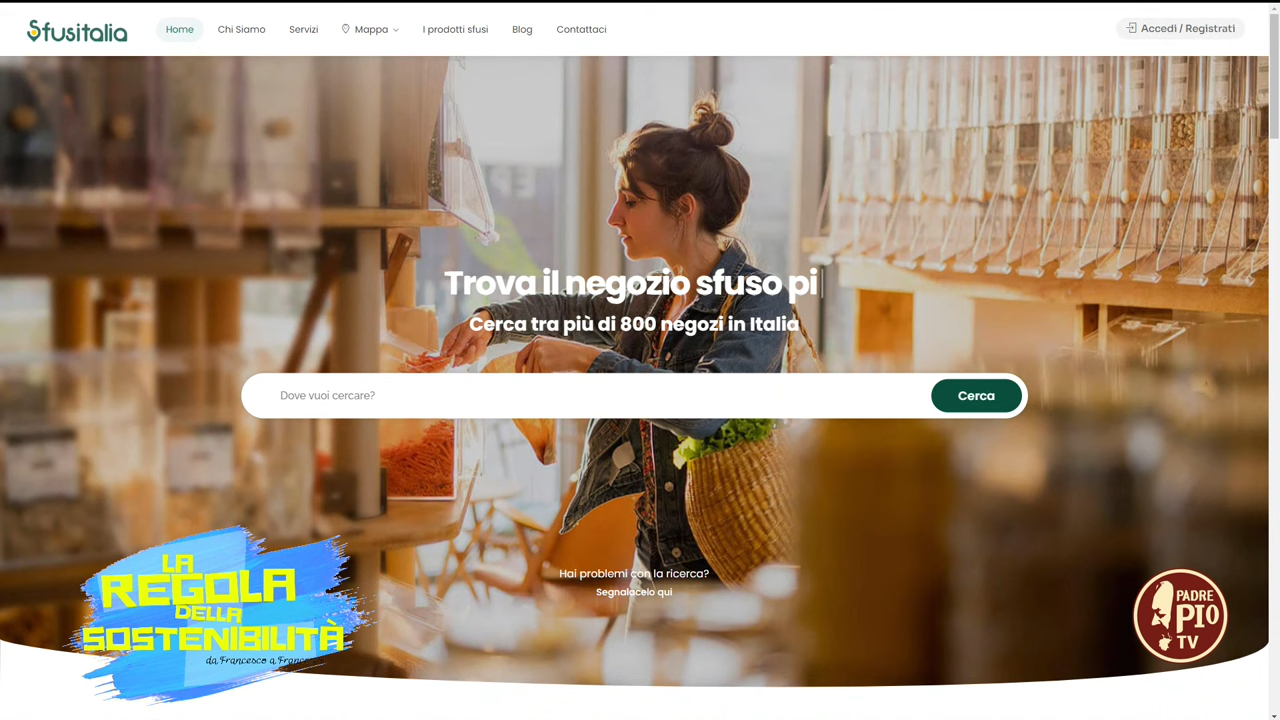 Sfusitalia
Home
Chi Siamo
Servizi
Mappa
I prodotti sfusi
Blog
Contattaci
Accedi / Registrati
Trova il negozio sfuso pi
Cerca tra più di 800 negozi in Italia
Dove vuoi cercare?
Cerca
Hai problemi con la ricerca?
Segnalacelo qui
LA
REGOLA
DELLA
SOSTENIBILITÀ
da Francesco a
PADRE
PIO
TV